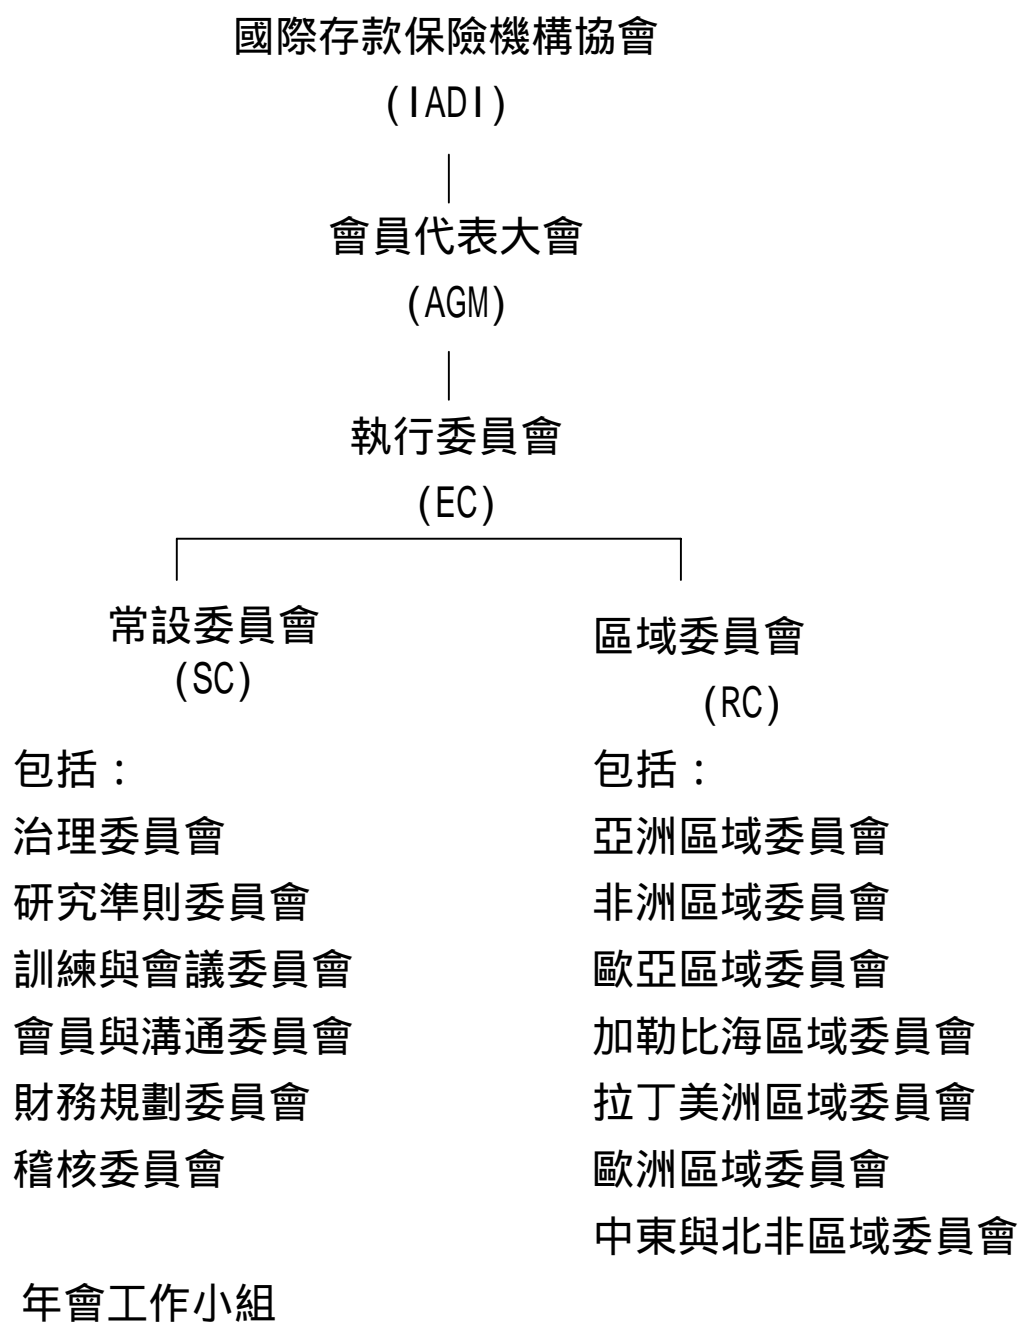 國際存款保險機構協會
(IADI)
會員代表大會
(AGM)
執行委員會
(EC)
常設委員會
(SC)
包括：
治理委員會
研究準則委員會
訓練與會議委員會
會員與溝通委員會
財務規劃委員會
稽核委員會
年會工作小組
區域委員會
(RC)
包括：
亞洲區域委員會
非洲區域委員會
歐亞區域委員會
加勒比海區域委員會
拉丁美洲區域委員會
歐洲區域委員會
中東與北非區域委員會